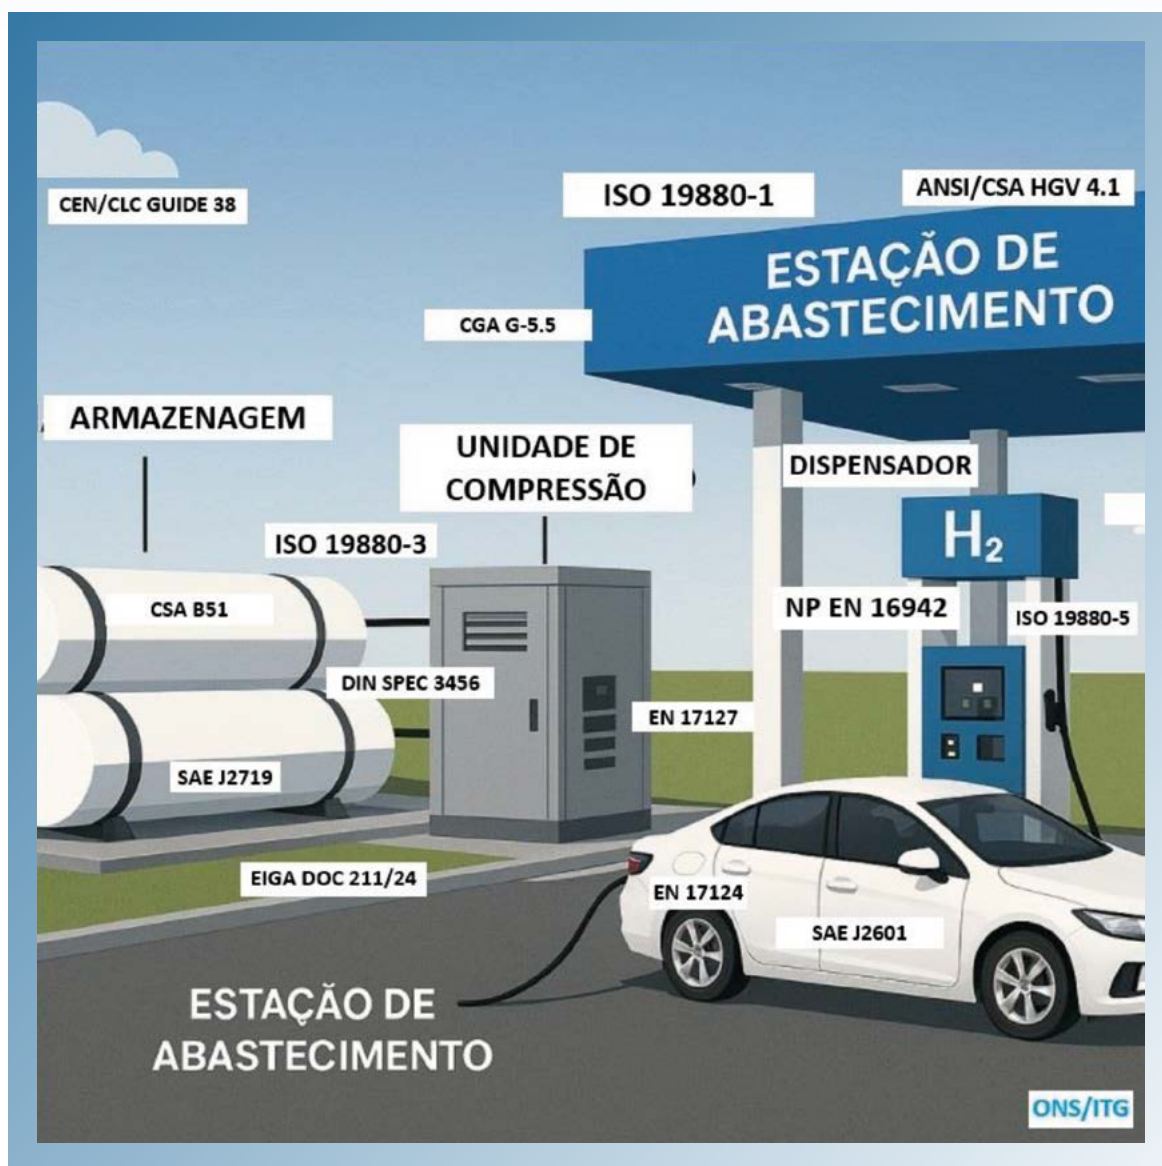 CEN/CLC GUIDE 38
ISO 19880-1
ANSI/CSA HGV 4.1
ESTAÇÃO DE
ABASTECIMENTO
CGA G-5.5
ARMAZENAGEM
UNIDADE DE
COMPRESSÃO
DISPENSADOR
H₂
ISO 19880-3
CSA B51
NP EN 16942
ISO 19880-5
DIN SPEC 3456
EN 17127
SAE J2719
EIGA DOC 211/24
EN 17124
SAE J2601
ESTAÇÃO DE
ABASTECIMENTO
ONS/ITG